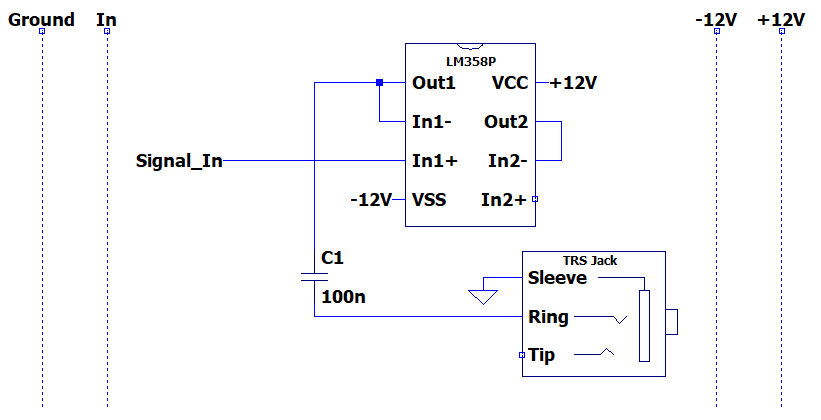 Ground In -12V +12V
LM358P
Out1 VCC +12V
In1- Out2
Signal_In In1+ In2-
-12V VSS In2+
C1 TRS Jack
Sleeve
100n
Ring
Tip